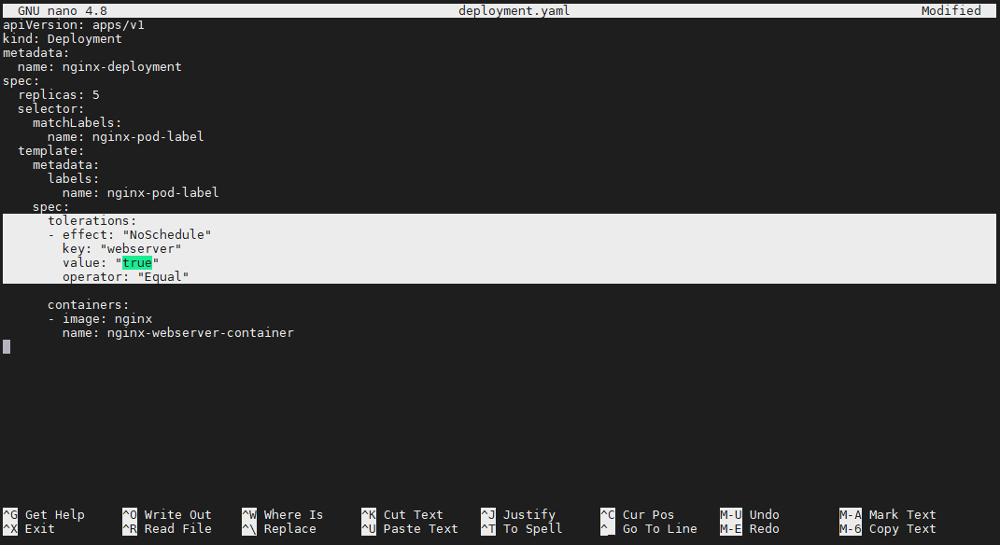 GNU nano 4.8 deployment.yaml Modified
apiVersion: apps/v1
kind: Deployment
metadata:
  name: nginx-deployment
spec:
  replicas: 5
  selector:
    matchLabels:
      name: nginx-pod-label
  template:
    metadata:
      labels:
        name: nginx-pod-label
    spec:
      tolerations:
      - effect: "NoSchedule"
        key: "webserver"
        value: "true"
        operator: "Equal"
      containers:
      - image: nginx
        name: nginx-webserver-container
^G Get Help ^O Write Out ^W Where Is ^K Cut Text ^J Justify ^C Cur Pos M-U Undo M-A Mark Text
^X Exit ^R Read File ^\ Replace ^U Paste Text ^T To Spell ^_ Go To Line M-E Redo M-6 Copy Text